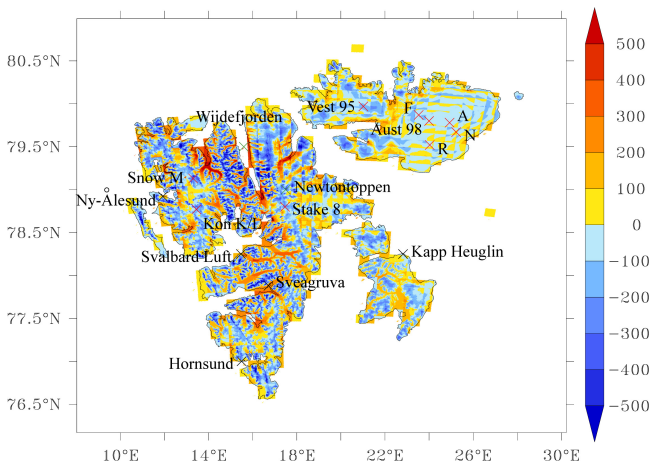 80.5°N
79.5°N
78.5°N
77.5°N
76.5°N
10°E
14°E
18°E
22°E
26°E
30°E
Wijdefjorden
Vest 95
F
A
Aust 98
N
R
Snow M
Ny-Ålesund
Newtontoppen
Stake 8
Kon K/L
Svalbard Luft
Kapp Heuglin
Sveagruva
Hornsund
500
400
300
200
100
0
−100
−200
−300
−400
−500